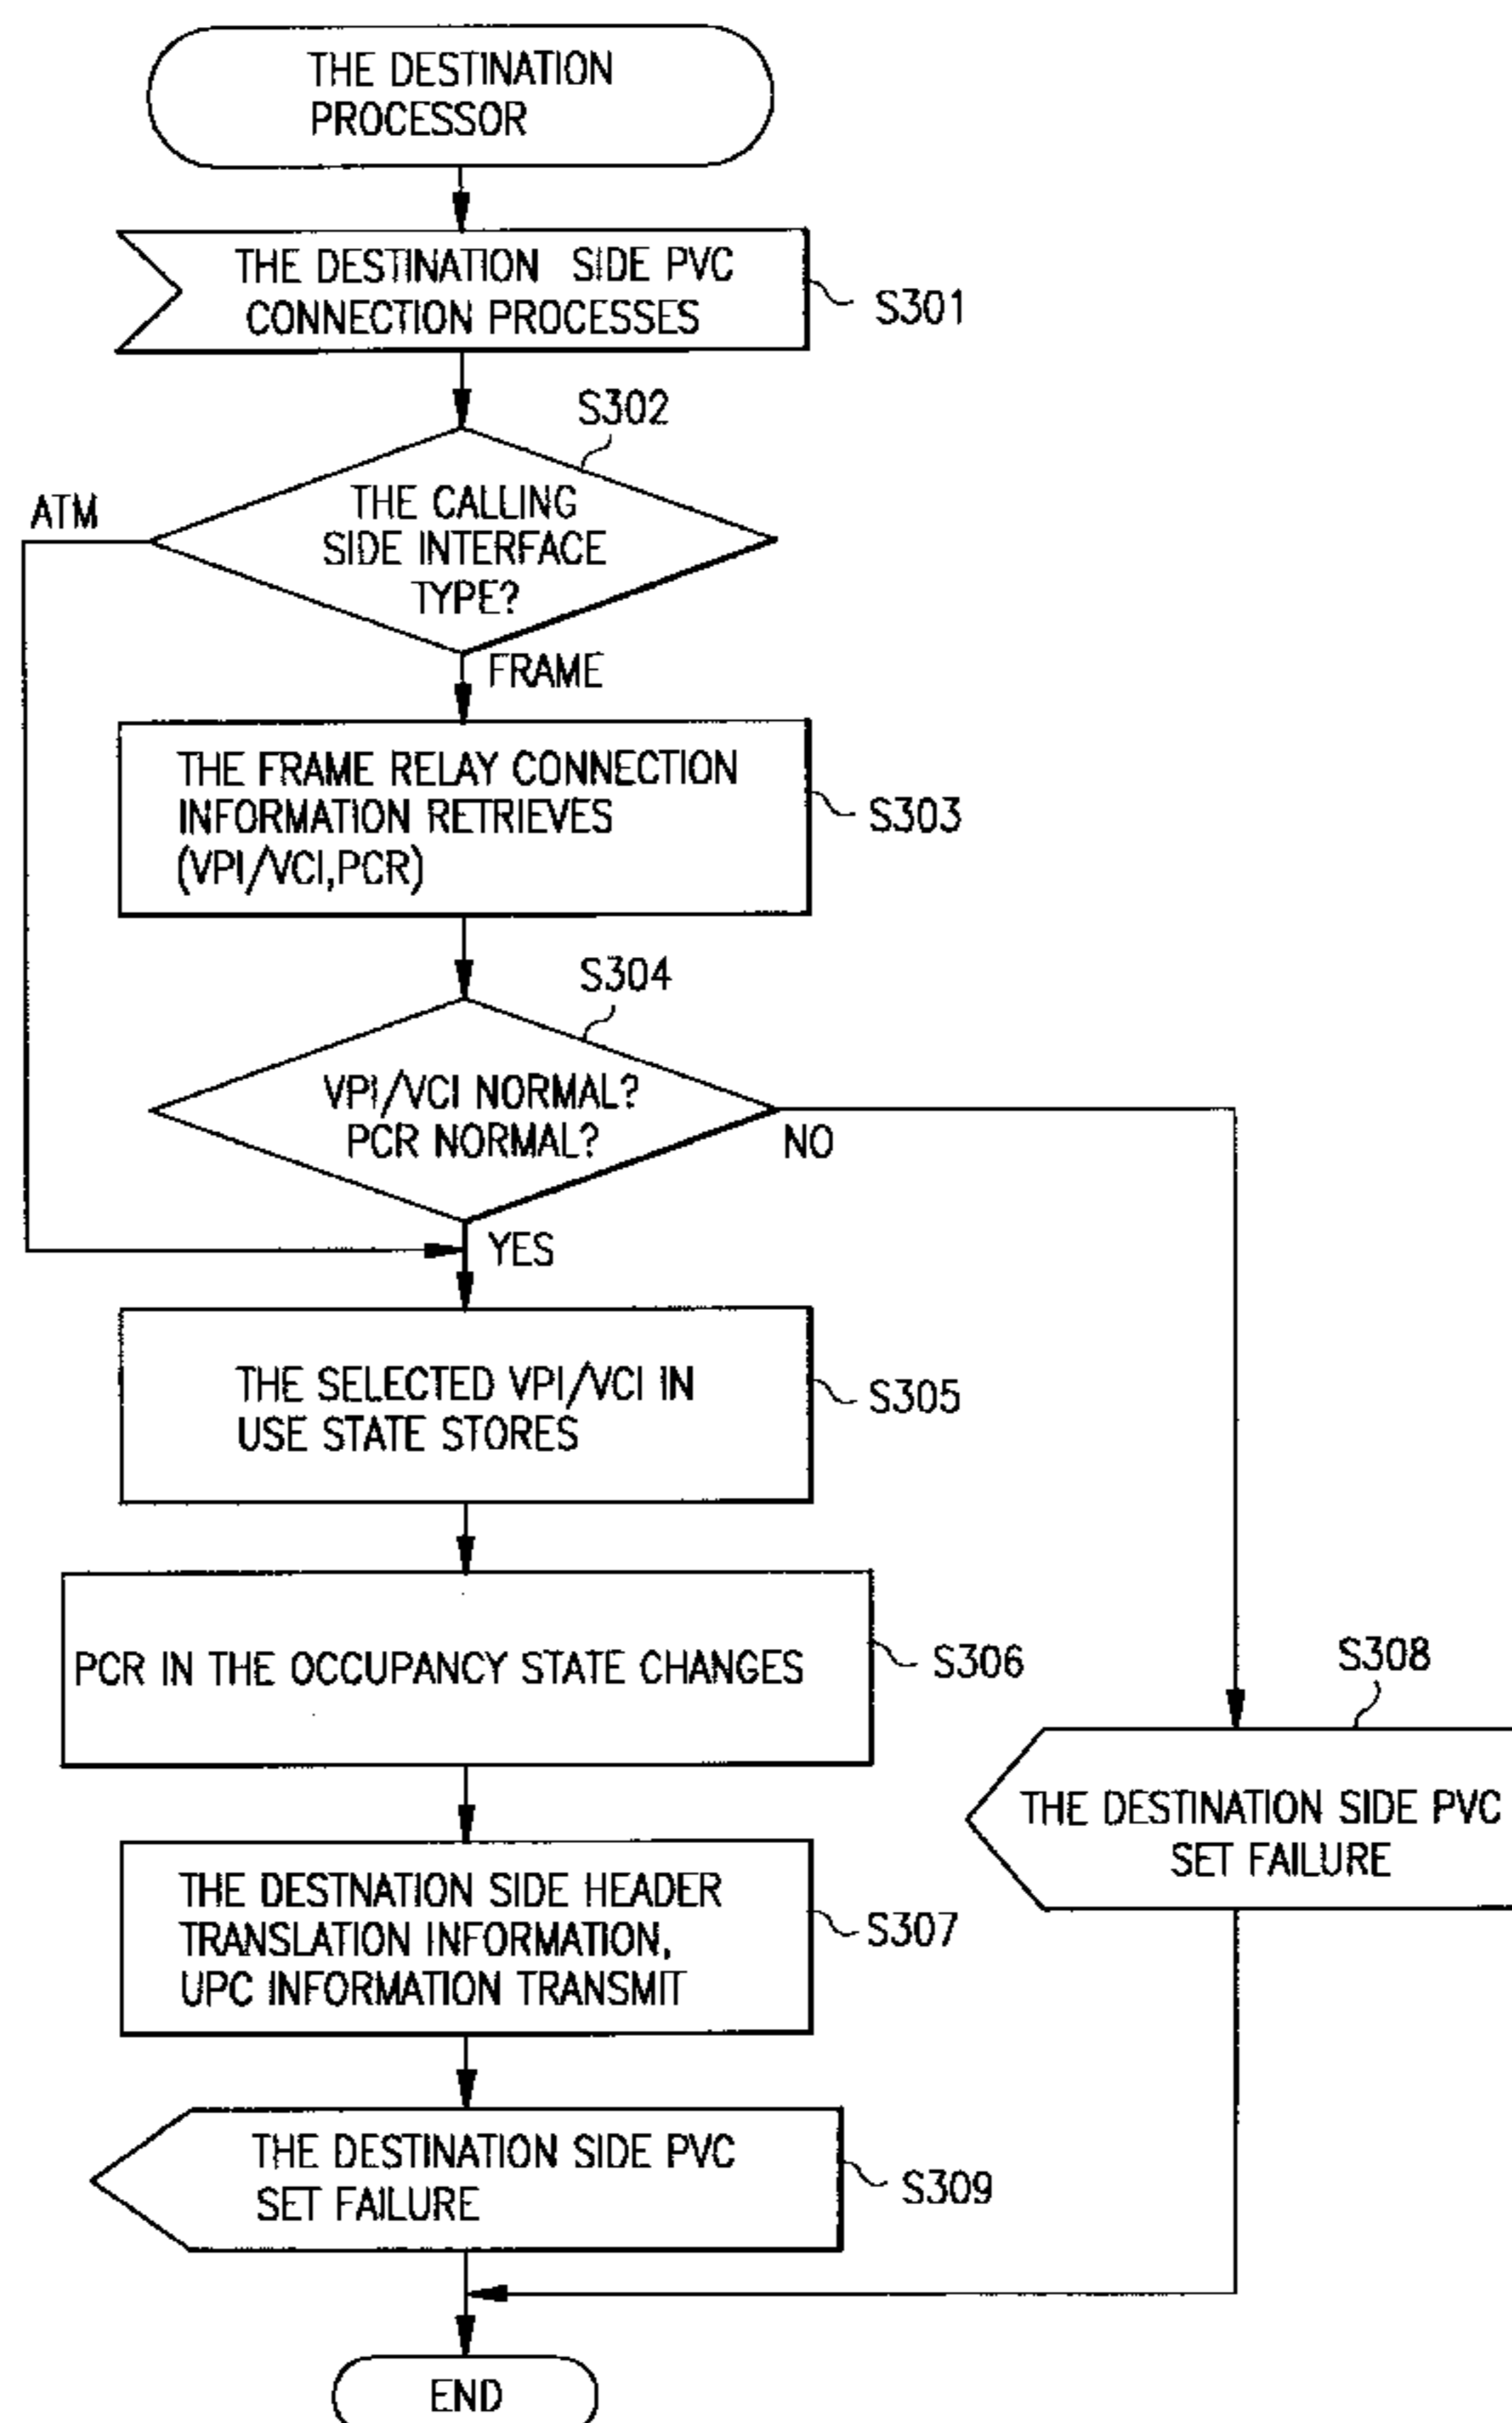 THE DESTINATION
PROCESSOR
THE DESTINATION SIDE PVC
CONNECTION PROCESSES
S301
S302
ATM
THE CALLING
SIDE INTERFACE
TYPE?
FRAME
THE FRAME RELAY CONNECTION
INFORMATION RETRIEVES
(VPI/VCI,PCR)
S303
S304
VPI/VCI NORMAL?
PCR NORMAL?
NO
YES
THE SELECTED VPI/VCI IN
USE STATE STORES
S305
PCR IN THE OCCUPANCY STATE CHANGES
S306
S308
THE DESTINATION SIDE PVC
SET FAILURE
THE DESTNATION SIDE HEADER
TRANSLATION INFORMATION,
UPC INFORMATION TRANSMIT
S307
THE DESTINATION SIDE PVC
SET FAILURE
S309
END